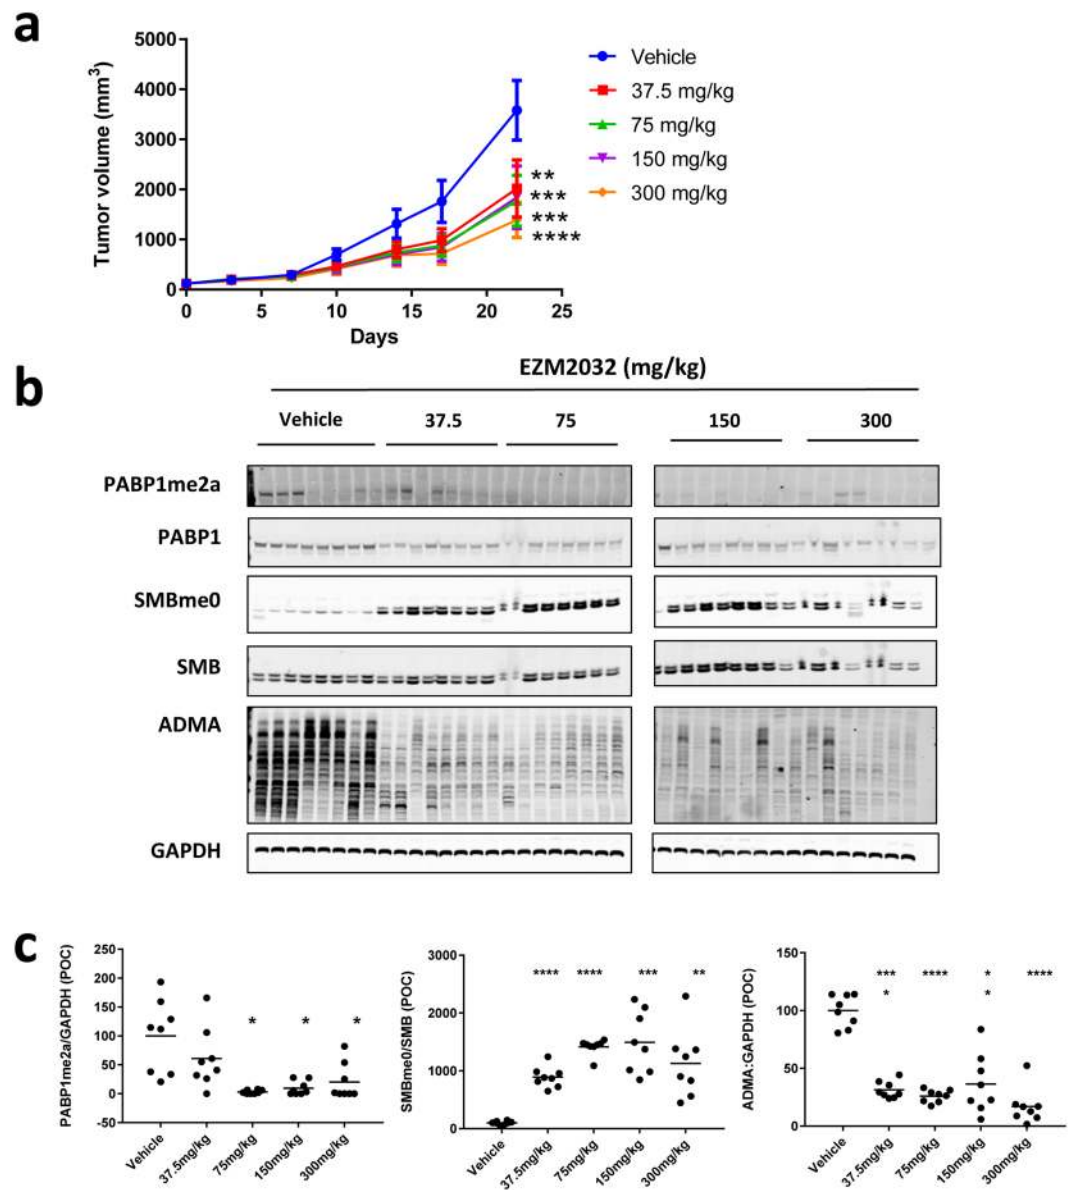 a
5000
4000
3000
2000
1000
0
Tumor volume (mm³)
0 5 10 15 20 25
Days
Vehicle
37.5 mg/kg
75 mg/kg
150 mg/kg
300 mg/kg
**
***
***
****
b
EZM2032 (mg/kg)
Vehicle 37.5 75 150 300
PABP1me2a
PABP1
SMBme0
SMB
ADMA
GAPDH
c
PABP1me2a/GAPDH (POC)
250
200
150
100
50
0
-50
* * *
Vehicle 37.5mg/kg 75mg/kg 150mg/kg 300mg/kg
SMBme0/SMB (POC)
3000
2000
1000
0
**** **** *** **
Vehicle 37.5mg/kg 75mg/kg 150mg/kg 300mg/kg
ADMA:GAPDH (POC)
150
100
50
0
*** **** * ****
* *
Vehicle 37.5mg/kg 75mg/kg 150mg/kg 300mg/kg